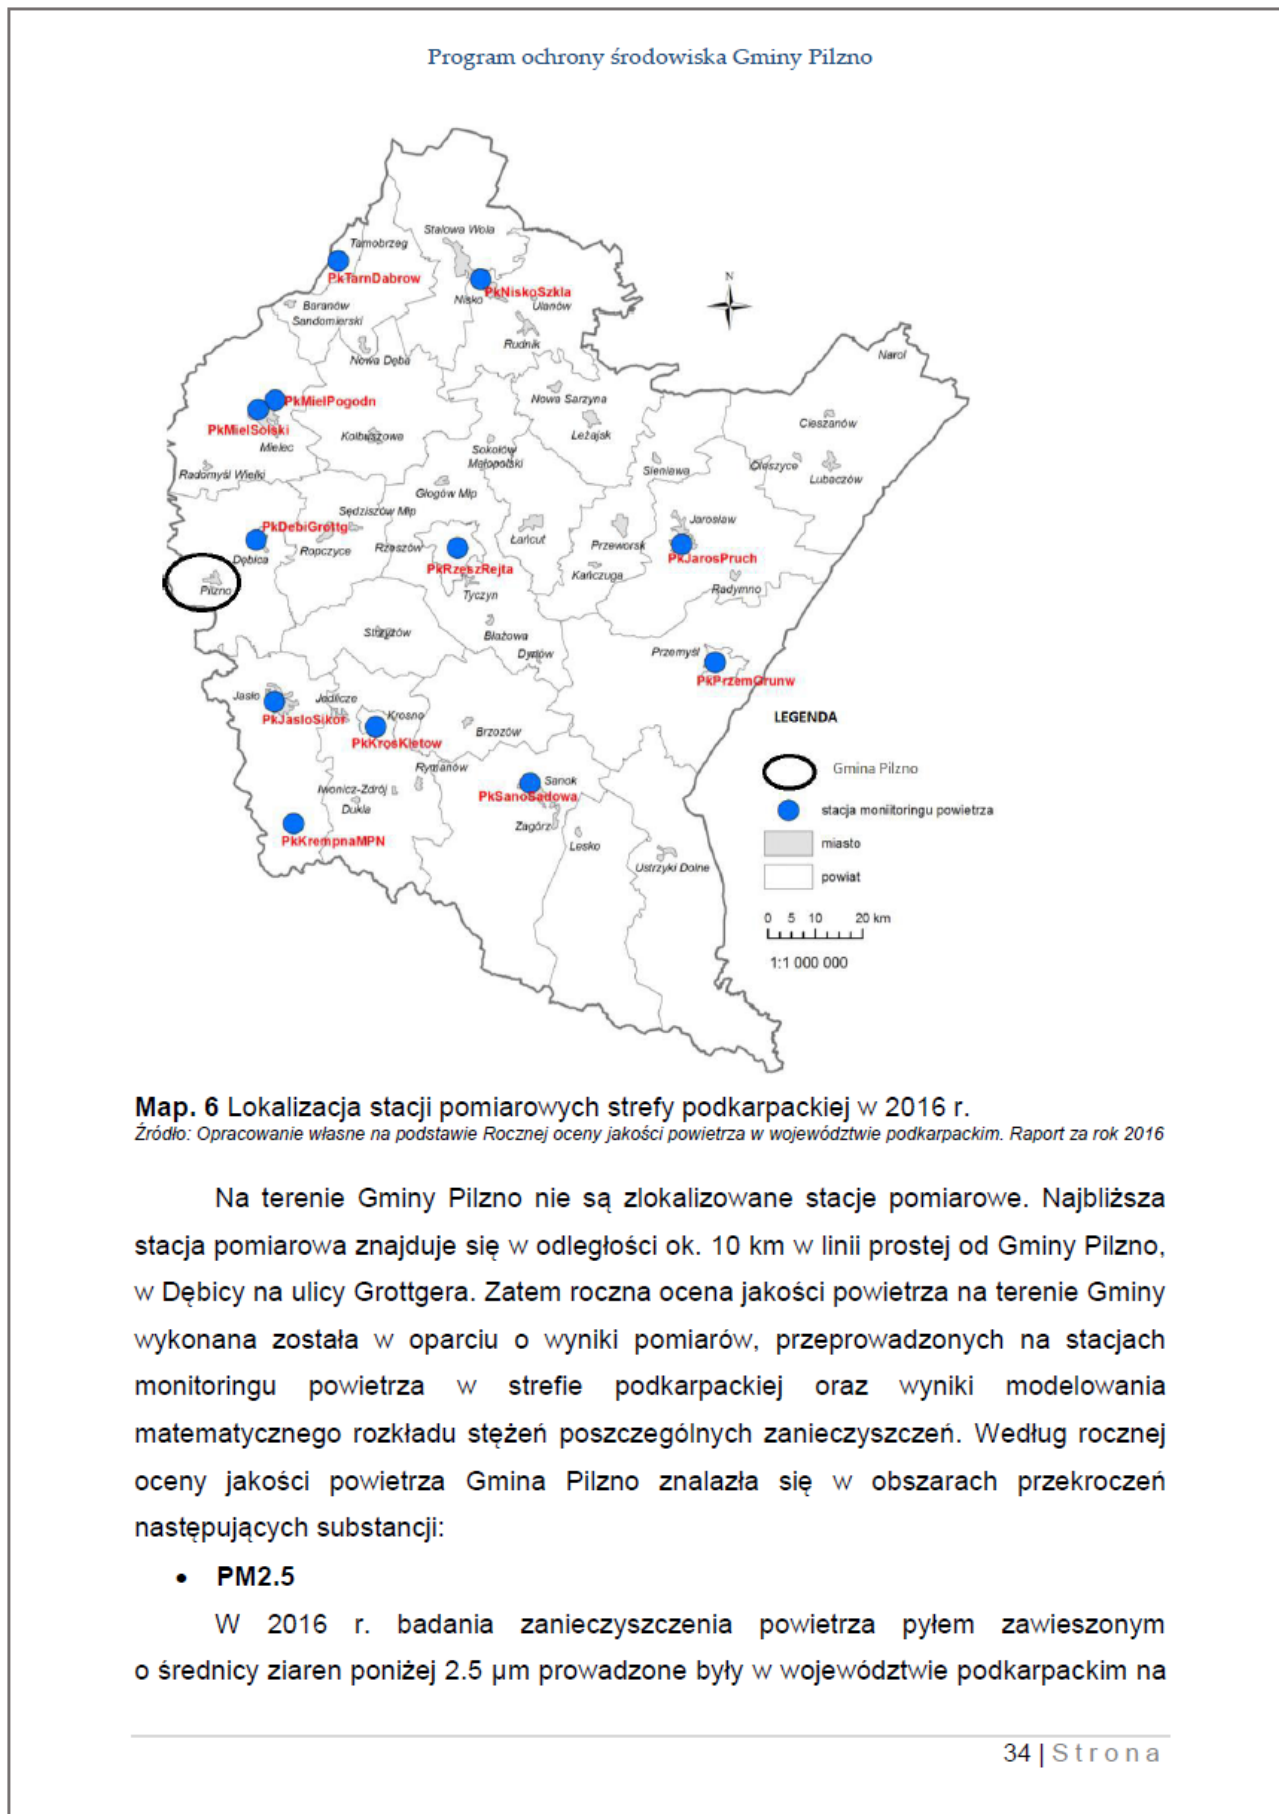 Program ochrony środowiska Gminy Pilzno
Stalowa Wola
Tarnobrzeg
PkTarnDabrow
PkNiskoSzkla
Nisko
Ulanów
Baranów
Sandomierski
Rudnik
Nowa Dęba
N
Narol
PkMielPogodn
PkMielSolski
Mielec
Kolbuszowa
Nowa Sarzyna
Leżajsk
Cieszanów
Sokołów
Małopolski
Sieniawa
Oleszyce
Lubaczów
Radomyśl Wielki
Głogów Młp
Sędziszów Młp
PkDebiGrottg
Ropczyce
Rzeszów
Łańcut
Przeworsk
Jarosław
Dębica
PkRzeszRejta
PkJarosPruch
Pilzno
Tyczyn
Kańczuga
Radymno
Strzyżów
Błażowa
Dynów
Przemyśl
PkPrzemGrunw
Jasło
Jedlicze
PkJasloSikor
Krosno
PkKrosKletow
Brzozów
Rymanów
Iwonicz-Zdrój
Dukla
Sanok
PkSanoSadowa
Zagórz
Lesko
Ustrzyki Dolne
PkKrempnaMPN
LEGENDA
Gmina Pilzno
stacja moniitoringu powietrza
miasto
powiat
0 5 10 20 km
1:1 000 000
Map. 6 Lokalizacja stacji pomiarowych strefy podkarpackiej w 2016 r.
Źródło: Opracowanie własne na podstawie Rocznej oceny jakości powietrza w województwie podkarpackim. Raport za rok 2016
Na terenie Gminy Pilzno nie są zlokalizowane stacje pomiarowe. Najbliższa
stacja pomiarowa znajduje się w odległości ok. 10 km w linii prostej od Gminy Pilzno,
w Dębicy na ulicy Grottgera. Zatem roczna ocena jakości powietrza na terenie Gminy
wykonana została w oparciu o wyniki pomiarów, przeprowadzonych na stacjach
monitoringu powietrza w strefie podkarpackiej oraz wyniki modelowania
matematycznego rozkładu stężeń poszczególnych zanieczyszczeń. Według rocznej
oceny jakości powietrza Gmina Pilzno znalazła się w obszarach przekroczeń
następujących substancji:
• PM2.5
W 2016 r. badania zanieczyszczenia powietrza pyłem zawieszonym
o średnicy ziaren poniżej 2.5 µm prowadzone były w województwie podkarpackim na
34 | Strona